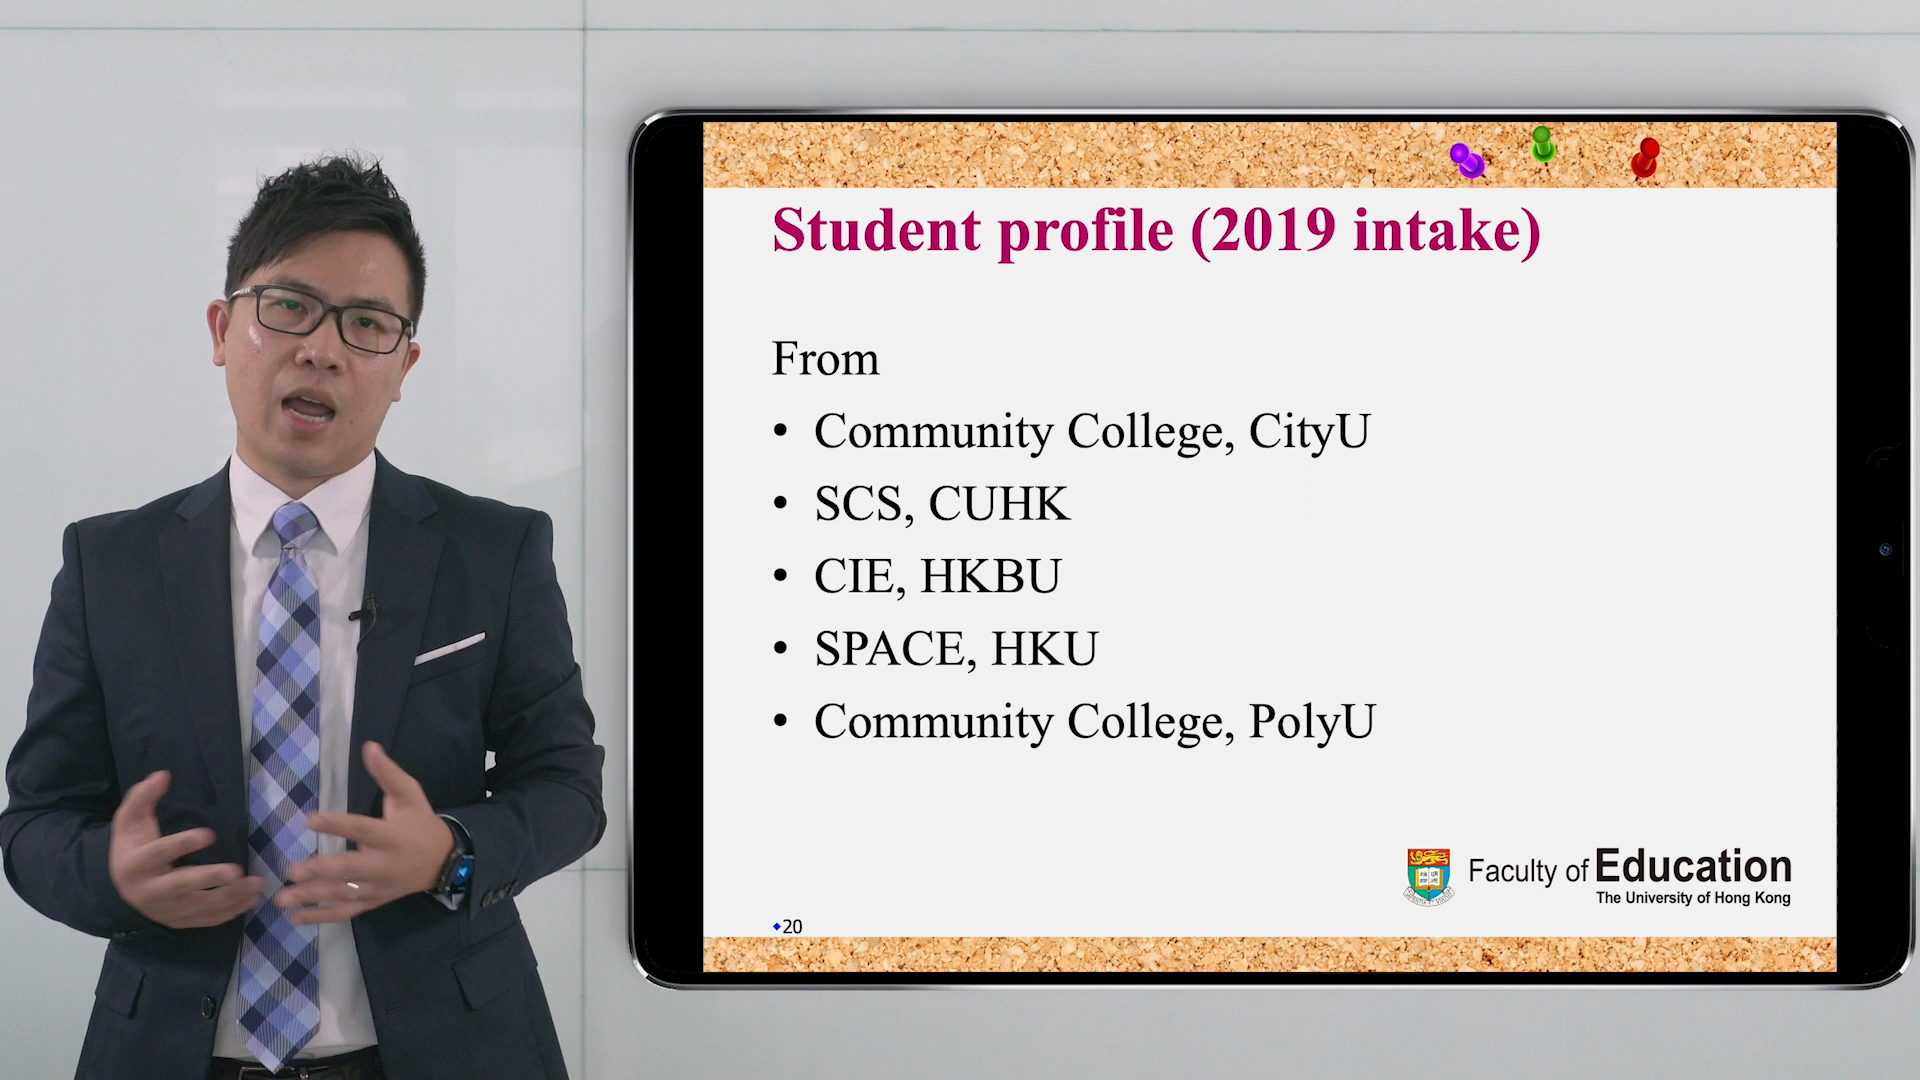 Student profile (2019 intake)
From
• Community College, CityU
• SCS, CUHK
• CIE, HKBU
• SPACE, HKU
• Community College, PolyU
Faculty of Education
The University of Hong Kong
20